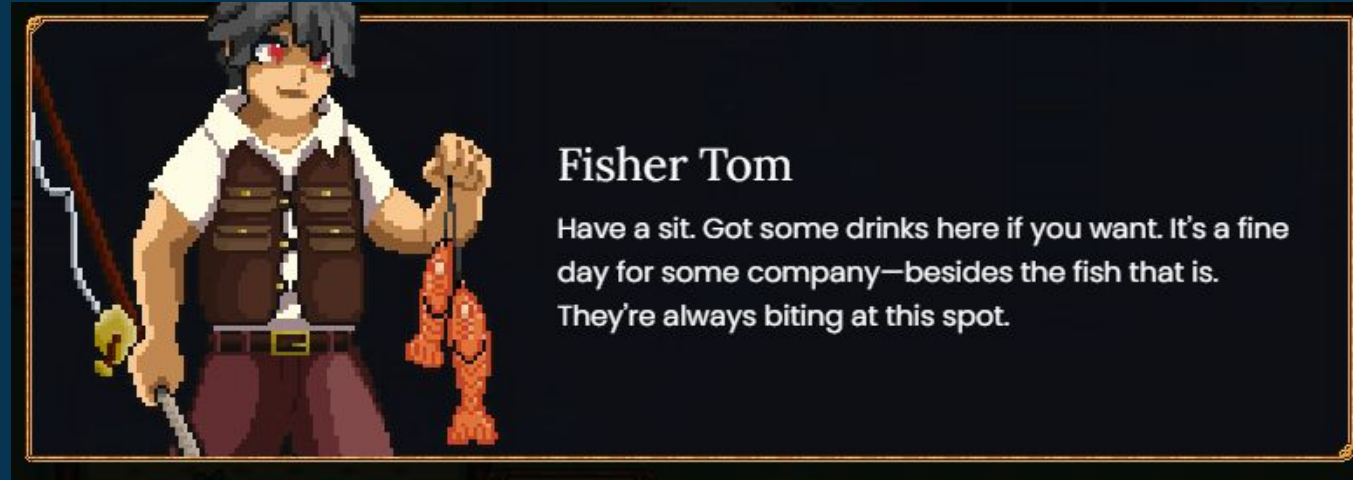 Fisher Tom
Have a sit. Got some drinks here if you want. It's a fine
day for some company—besides the fish that is.
They're always biting at this spot.